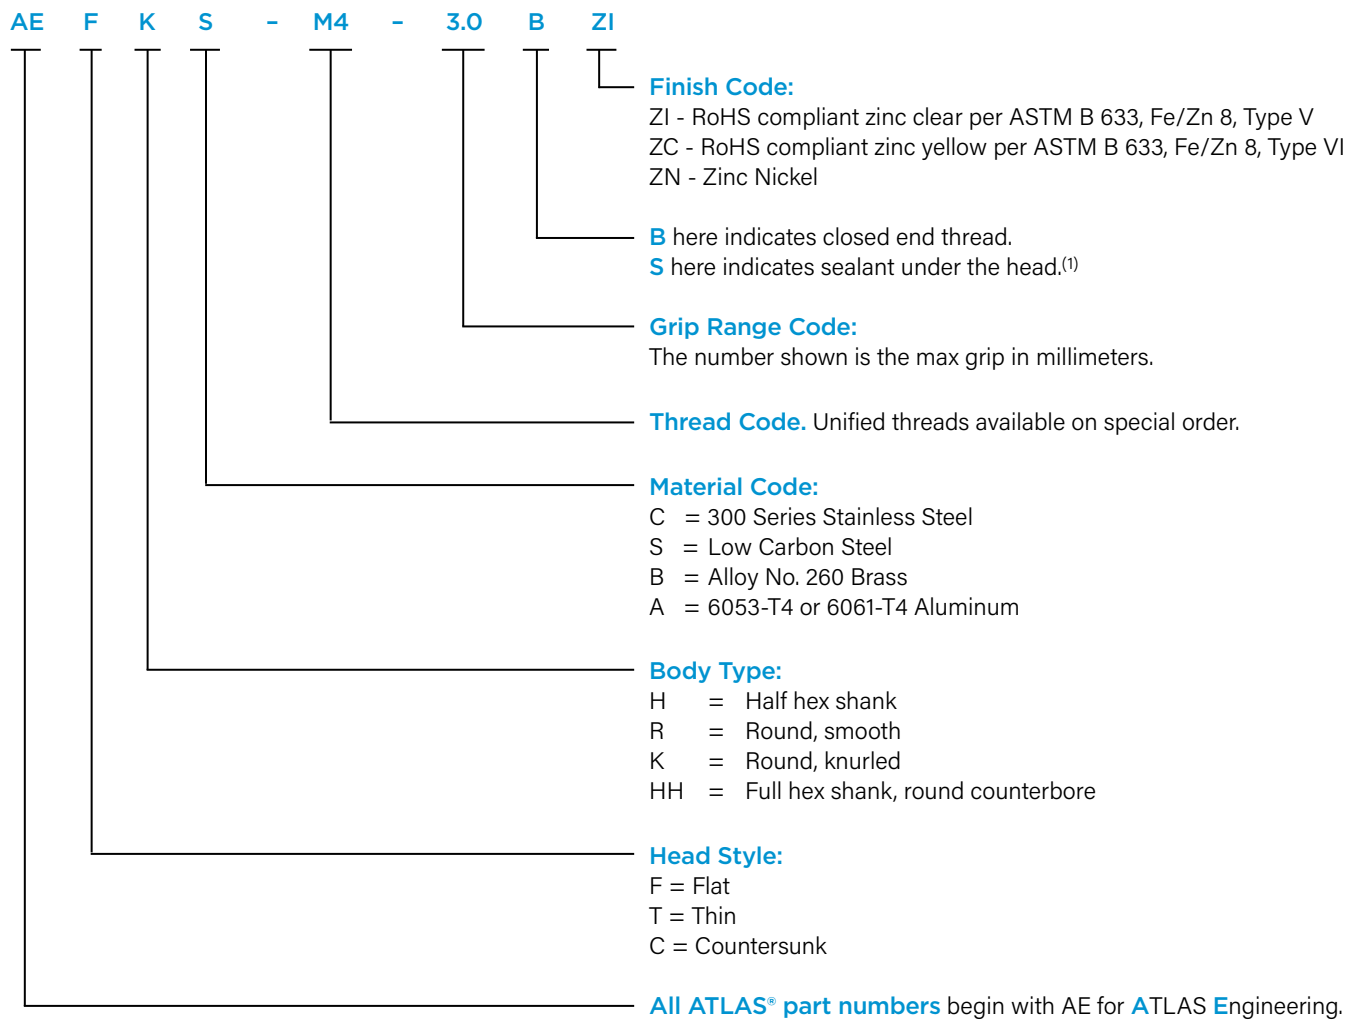 AE F K S – M4 – 3.0 B ZI
Finish Code:
ZI - RoHS compliant zinc clear per ASTM B 633, Fe/Zn 8, Type V
ZC - RoHS compliant zinc yellow per ASTM B 633, Fe/Zn 8, Type VI
ZN - Zinc Nickel
B here indicates closed end thread.
S here indicates sealant under the head.(1)
Grip Range Code:
The number shown is the max grip in millimeters.
Thread Code. Unified threads available on special order.
Material Code:
C = 300 Series Stainless Steel
S = Low Carbon Steel
B = Alloy No. 260 Brass
A = 6053-T4 or 6061-T4 Aluminum
Body Type:
H = Half hex shank
R = Round, smooth
K = Round, knurled
HH = Full hex shank, round counterbore
Head Style:
F = Flat
T = Thin
C = Countersunk
All ATLAS® part numbers begin with AE for ATLAS Engineering.